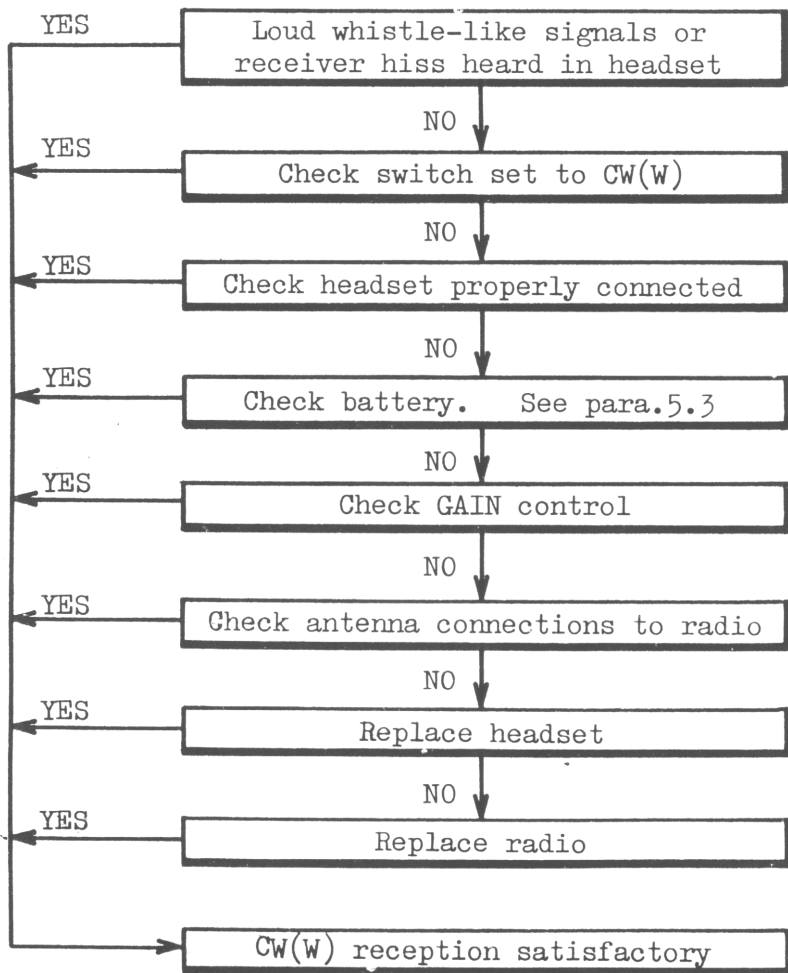 YES
Loud whistle-like signals or
receiver hiss heard in headset
NO
YES
Check switch set to CW(W)
NO
YES
Check headset properly connected
NO
YES
Check battery. See para.5.3
NO
YES
Check GAIN control
NO
YES
Check antenna connections to radio
NO
YES
Replace headset
NO
YES
Replace radio
CW(W) reception satisfactory